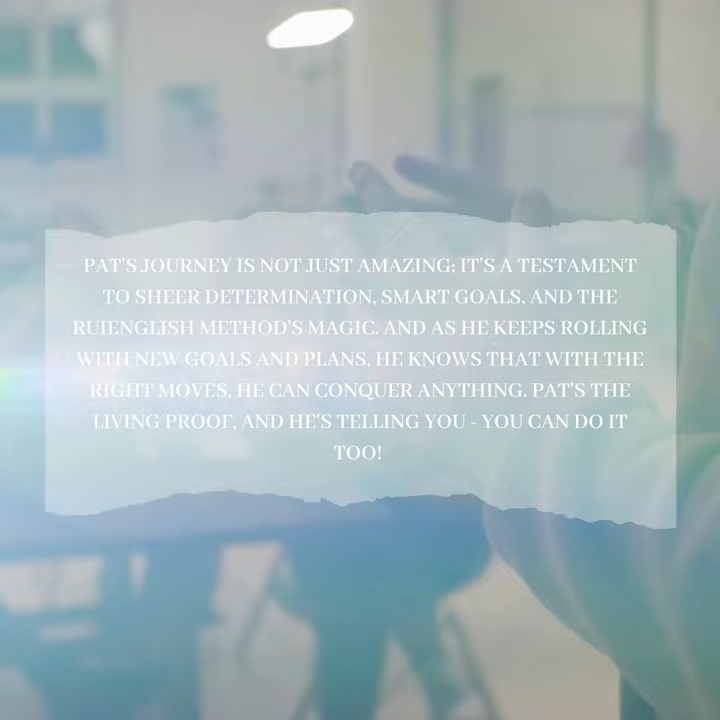 PAT'S JOURNEY IS NOT JUST AMAZING; IT'S A TESTAMENT
TO SHEER DETERMINATION, SMART GOALS, AND THE
RUIENGLISH METHOD'S MAGIC. AND AS HE KEEPS ROLLING
WITH NEW GOALS AND PLANS, HE KNOWS THAT WITH THE
RIGHT MOVES, HE CAN CONQUER ANYTHING. PAT'S THE
LIVING PROOF, AND HE'S TELLING YOU - YOU CAN DO IT
TOO!